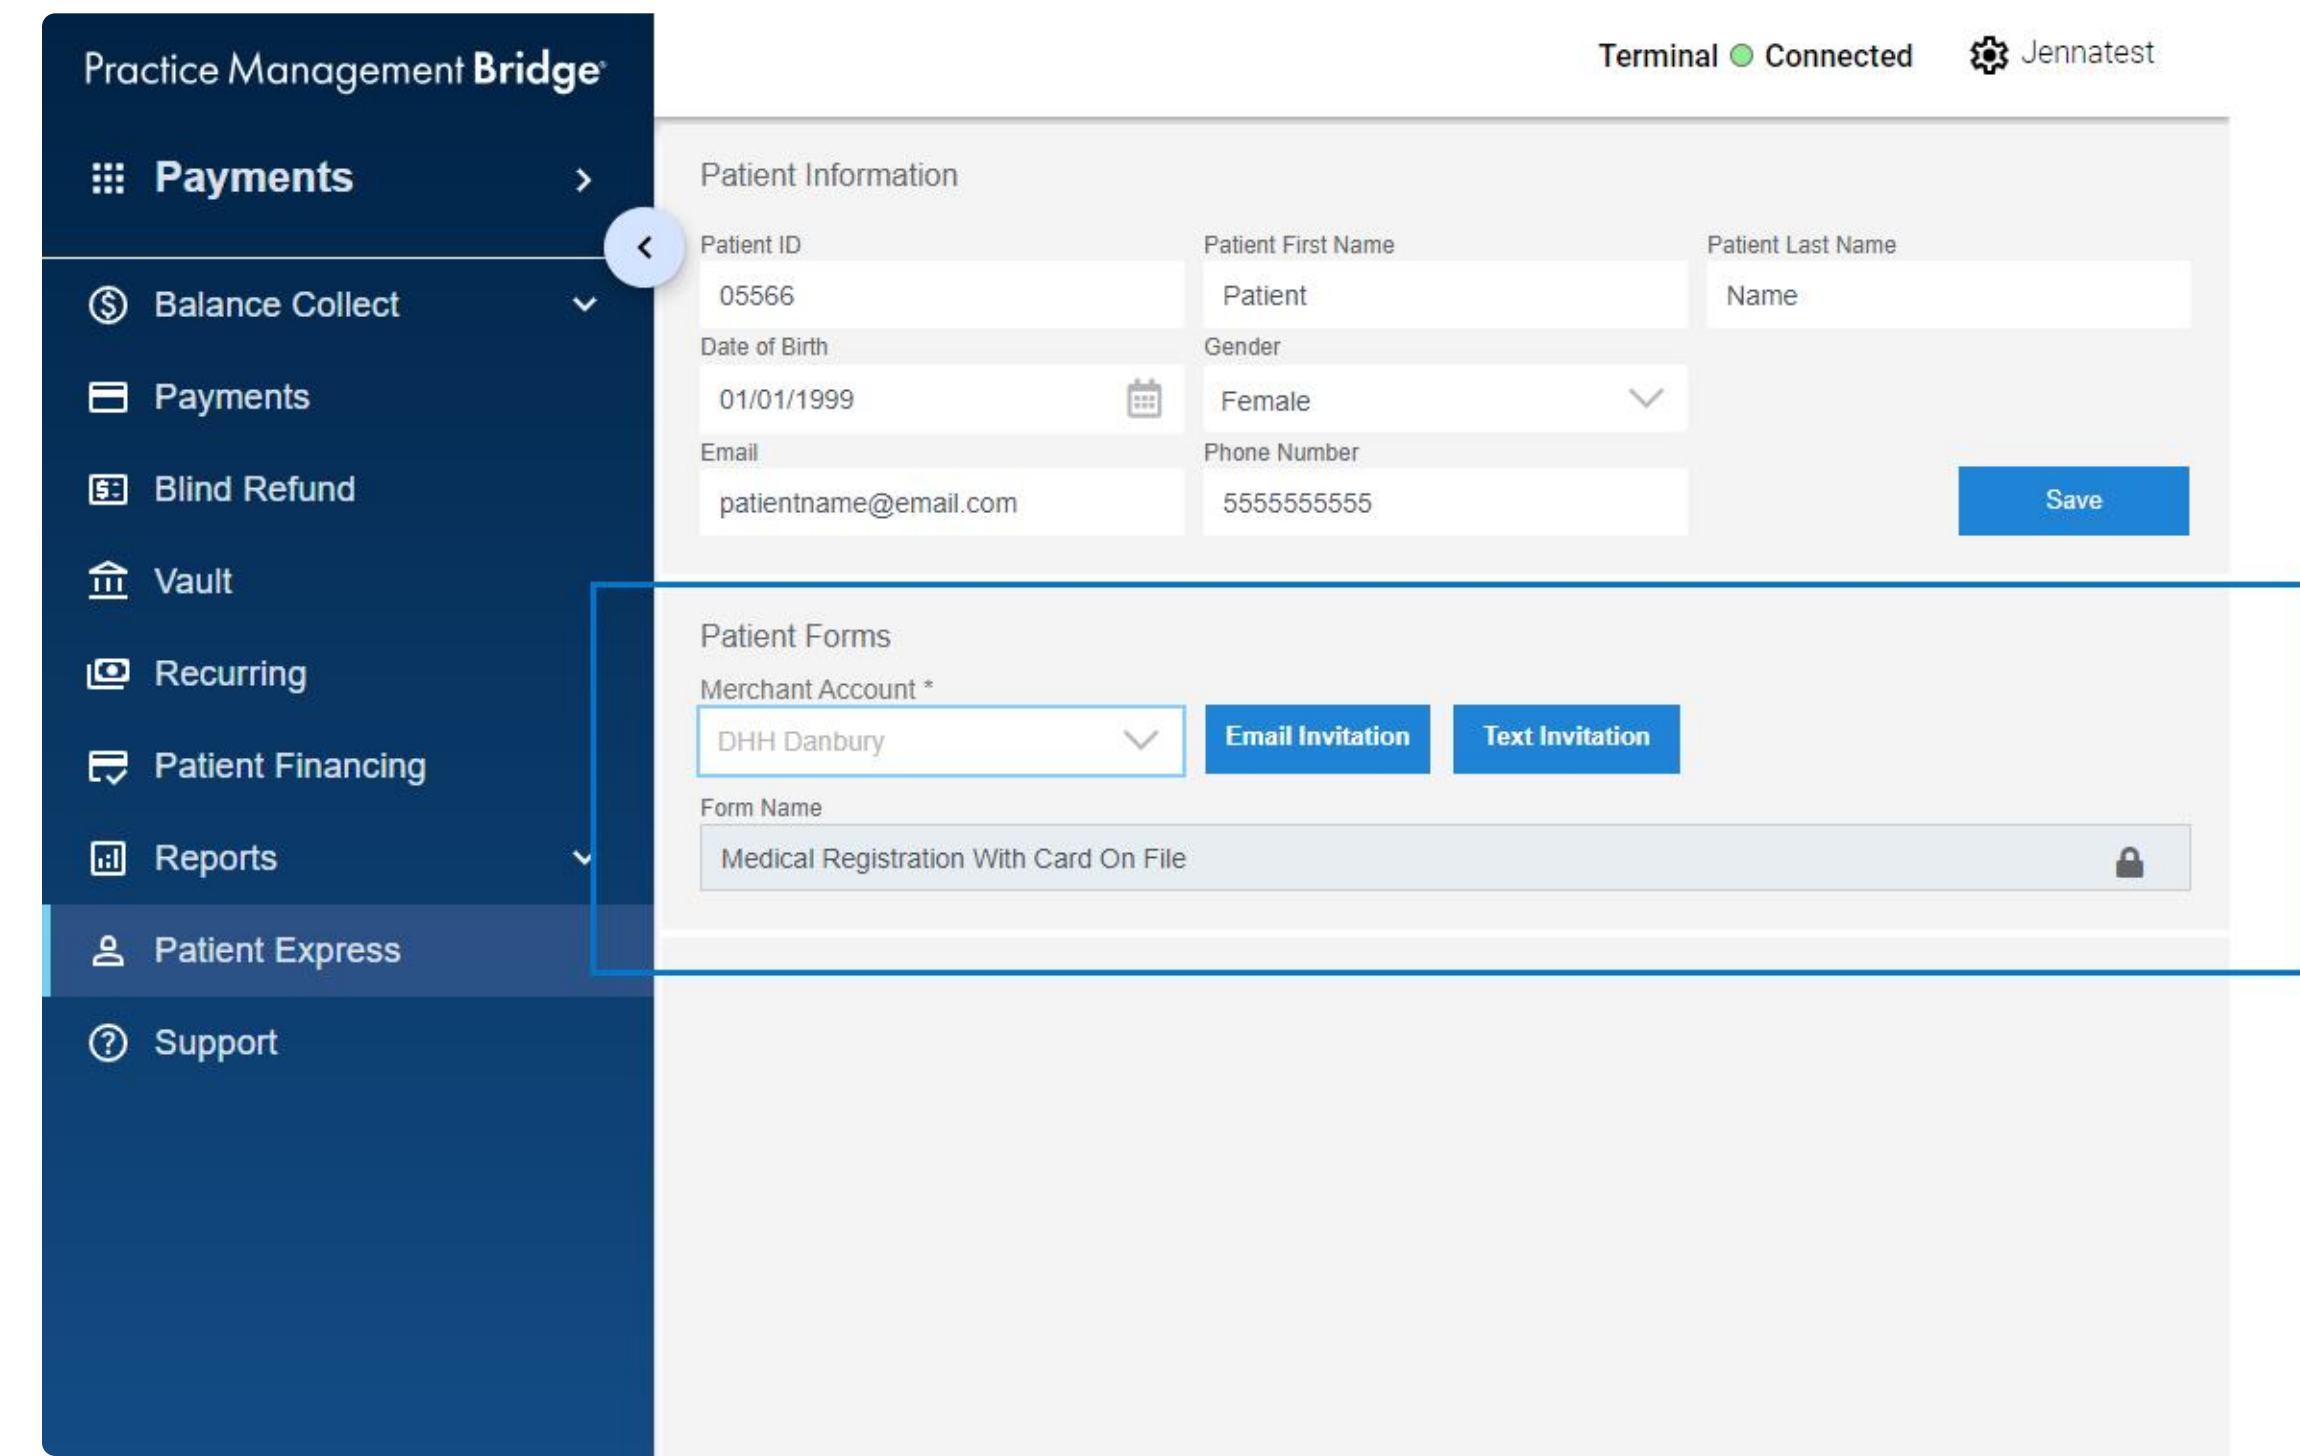 Practice Management Bridge®
Terminal Connected
Jennatest
Payments
Balance Collect
Payments
Blind Refund
Vault
Recurring
Patient Financing
Reports
Patient Express
Support
Patient Information
Patient ID
Patient First Name
Patient Last Name
05566
Patient
Name
Date of Birth
Gender
01/01/1999
Female
Email
Phone Number
patientname@email.com
5555555555
Save
Patient Forms
Merchant Account *
DHH Danbury
Email Invitation
Text Invitation
Form Name
Medical Registration With Card On File